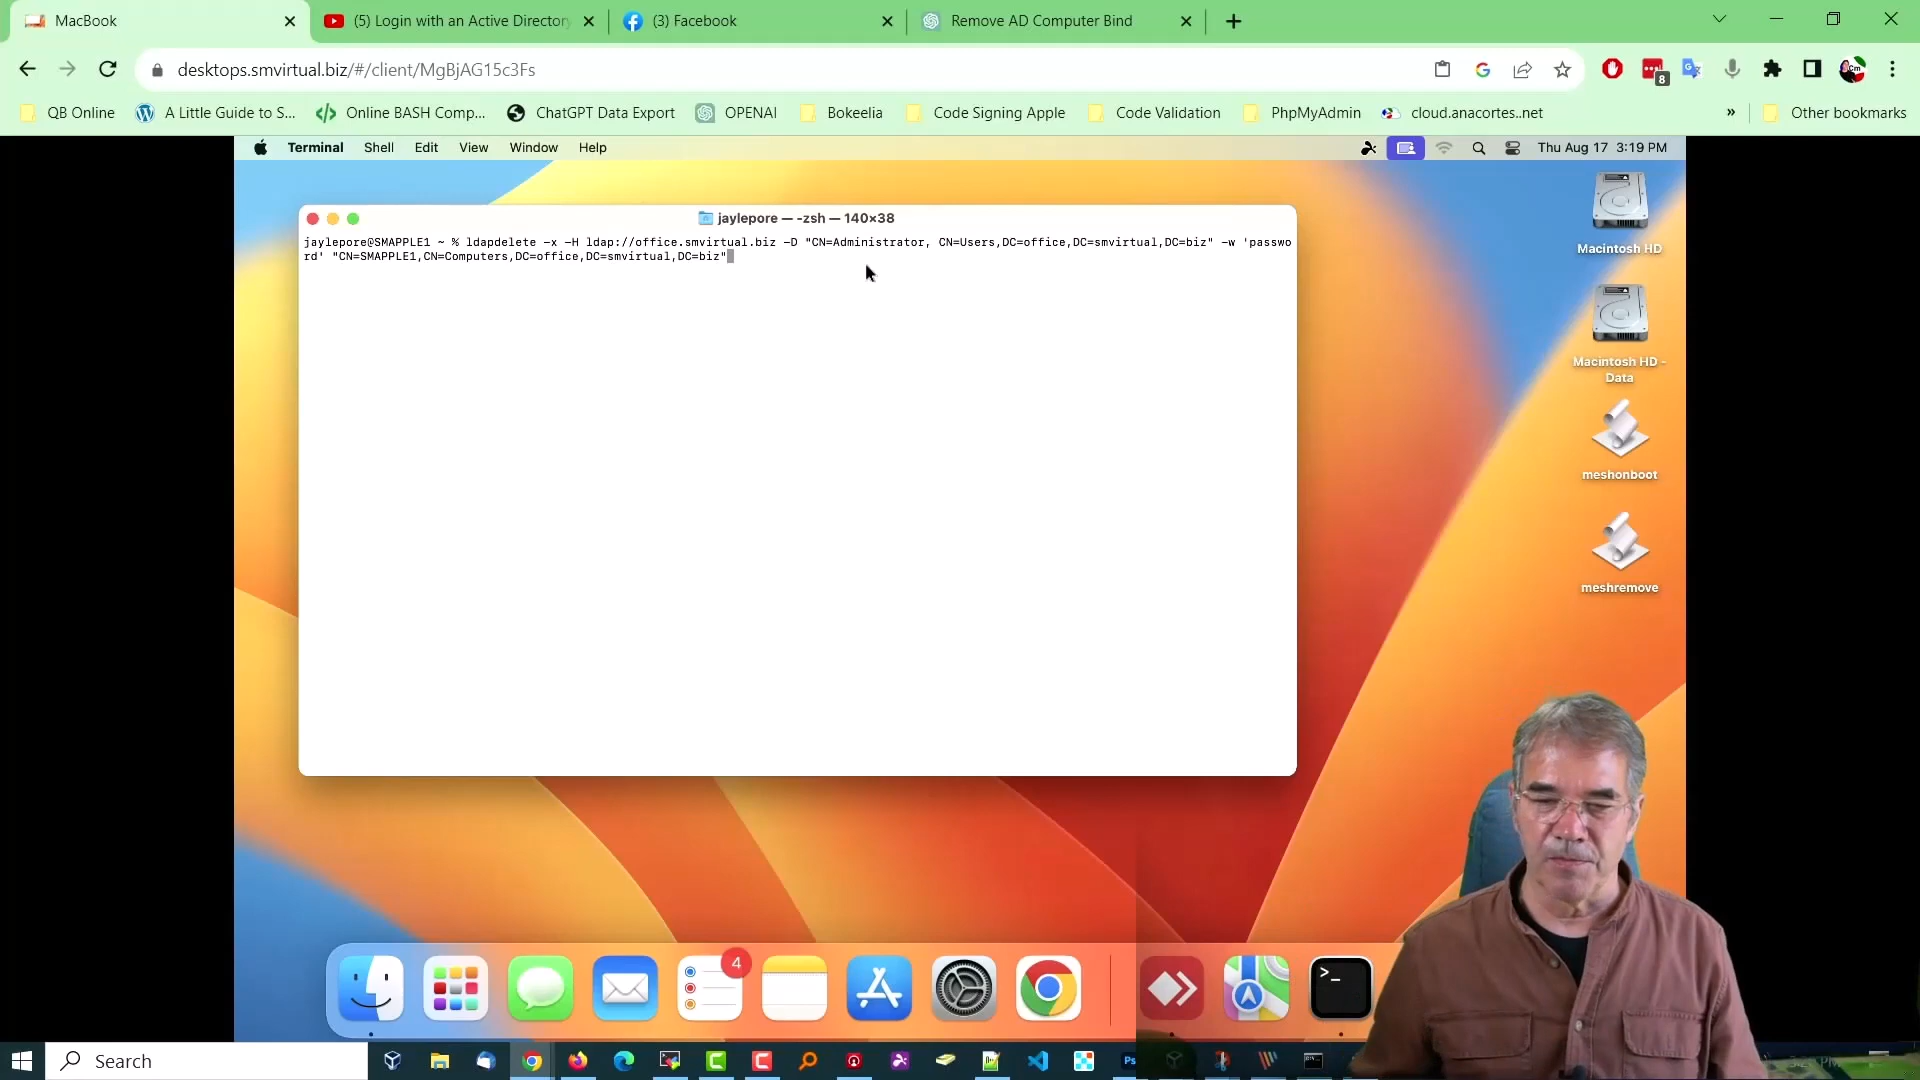 MacBook
(5) Login with an Active Directory
(3) Facebook
Remove AD Computer Bind
desktops.smvirtual.biz/#/client/MgBjAG15c3Fs
8
QB Online
A Little Guide to S...
Online BASH Comp...
ChatGPT Data Export
OPENAI
Bokeelia
Code Signing Apple
Code Validation
PhpMyAdmin
cloud.anacortes..net
»
Other bookmarks
Terminal Shell Edit View Window Help
Thu Aug 17 3:19 PM
jaylepore — -zsh — 140×38
jaylepore@SMAPPLE1 ~ % ldapdelete -x -H ldap://office.smvirtual.biz -D "CN=Administrator, CN=Users,DC=office,DC=smvirtual,DC=biz" -w 'passwo
rd' "CN=SMAPPLE1,CN=Computers,DC=office,DC=smvirtual,DC=biz"
Macintosh HD
Macintosh HD -
Data
meshonboot
meshremove
4
>_
Search
Ps